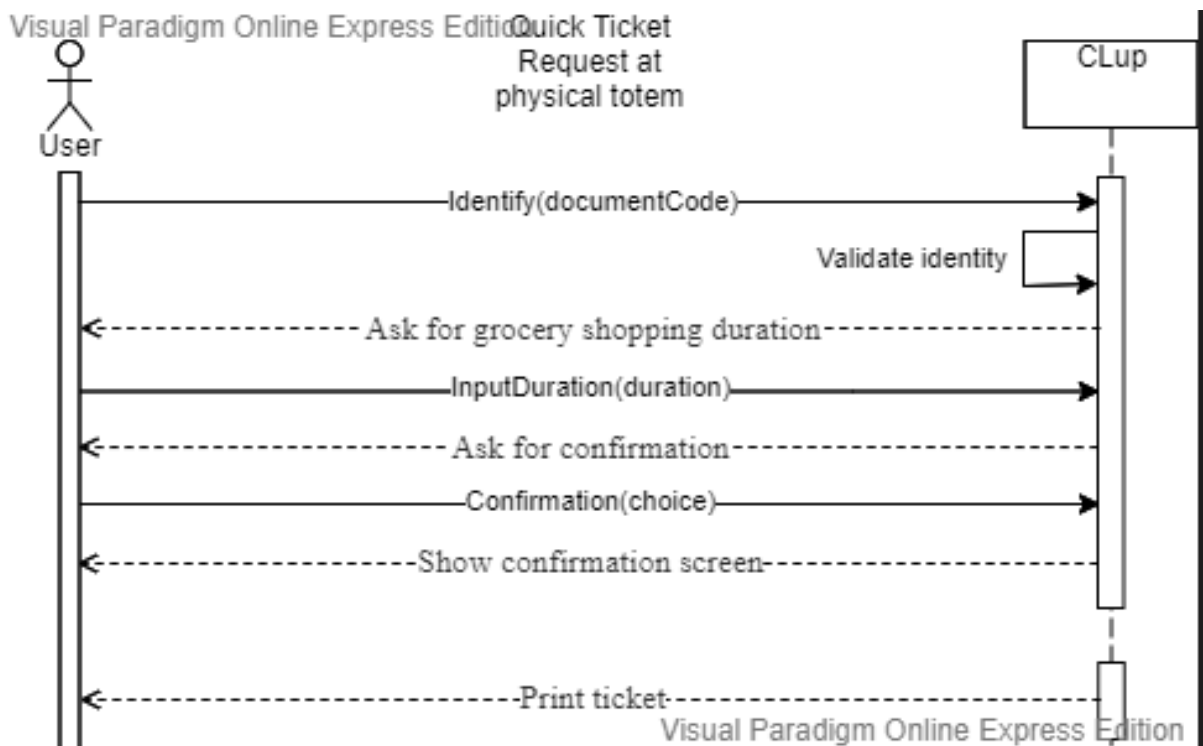 Visual Paradigm Online Express Edition
Quick Ticket
Request at
physical totem
CLup
User
Identify(documentCode)
Validate identity
Ask for grocery shopping duration
InputDuration(duration)
Ask for confirmation
Confirmation(choice)
Show confirmation screen
Print ticket
Visual Paradigm Online Express Edition